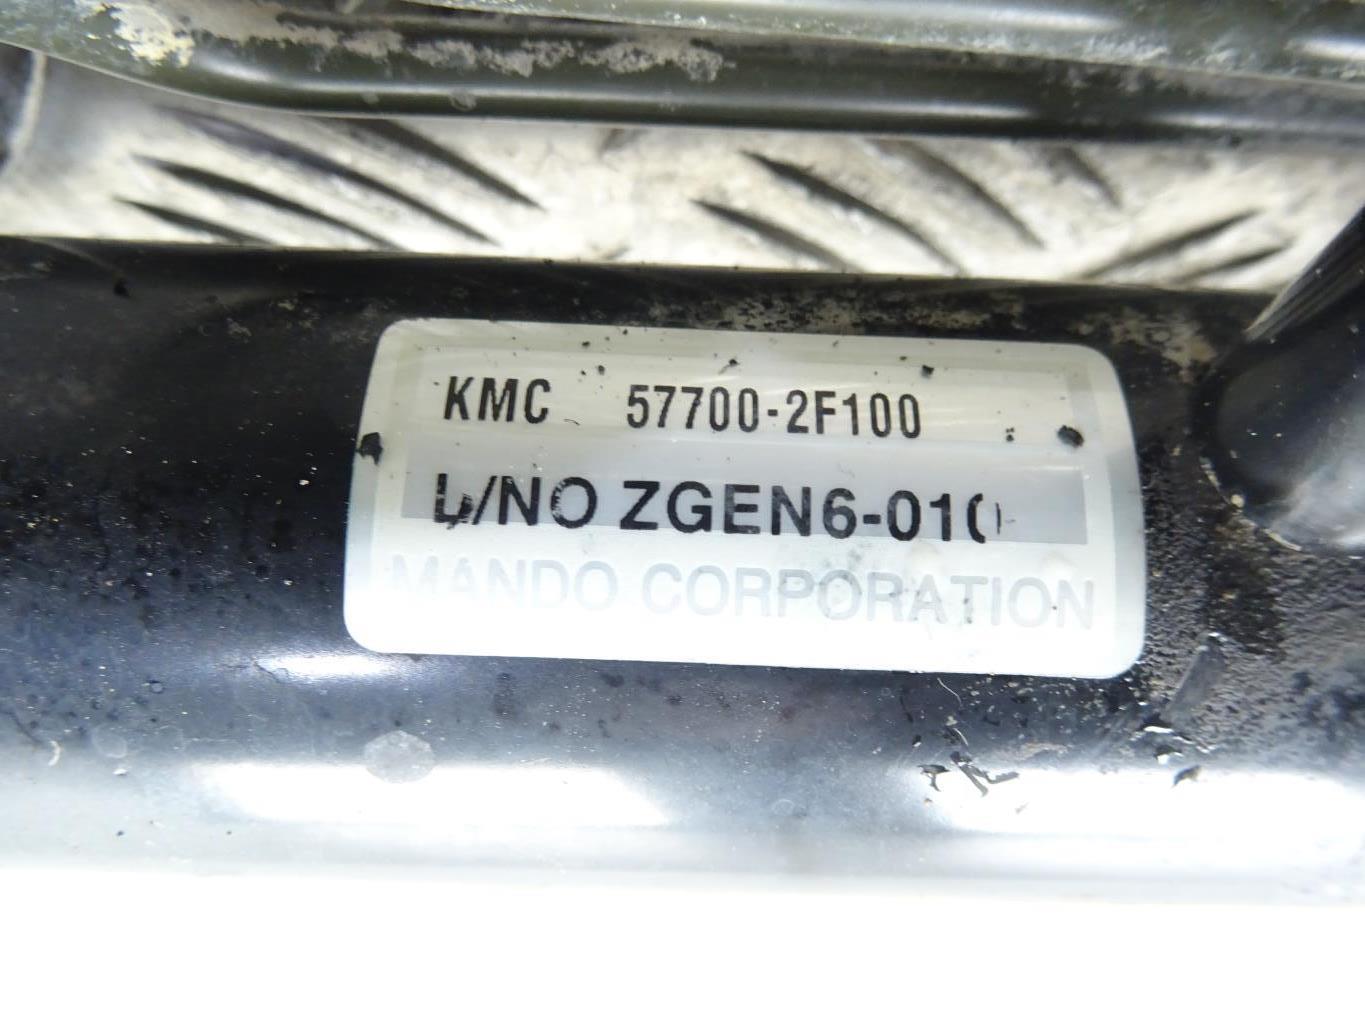 KMC 57700-2F100
L/NO ZGEN6-010
MANDO CORPORATION